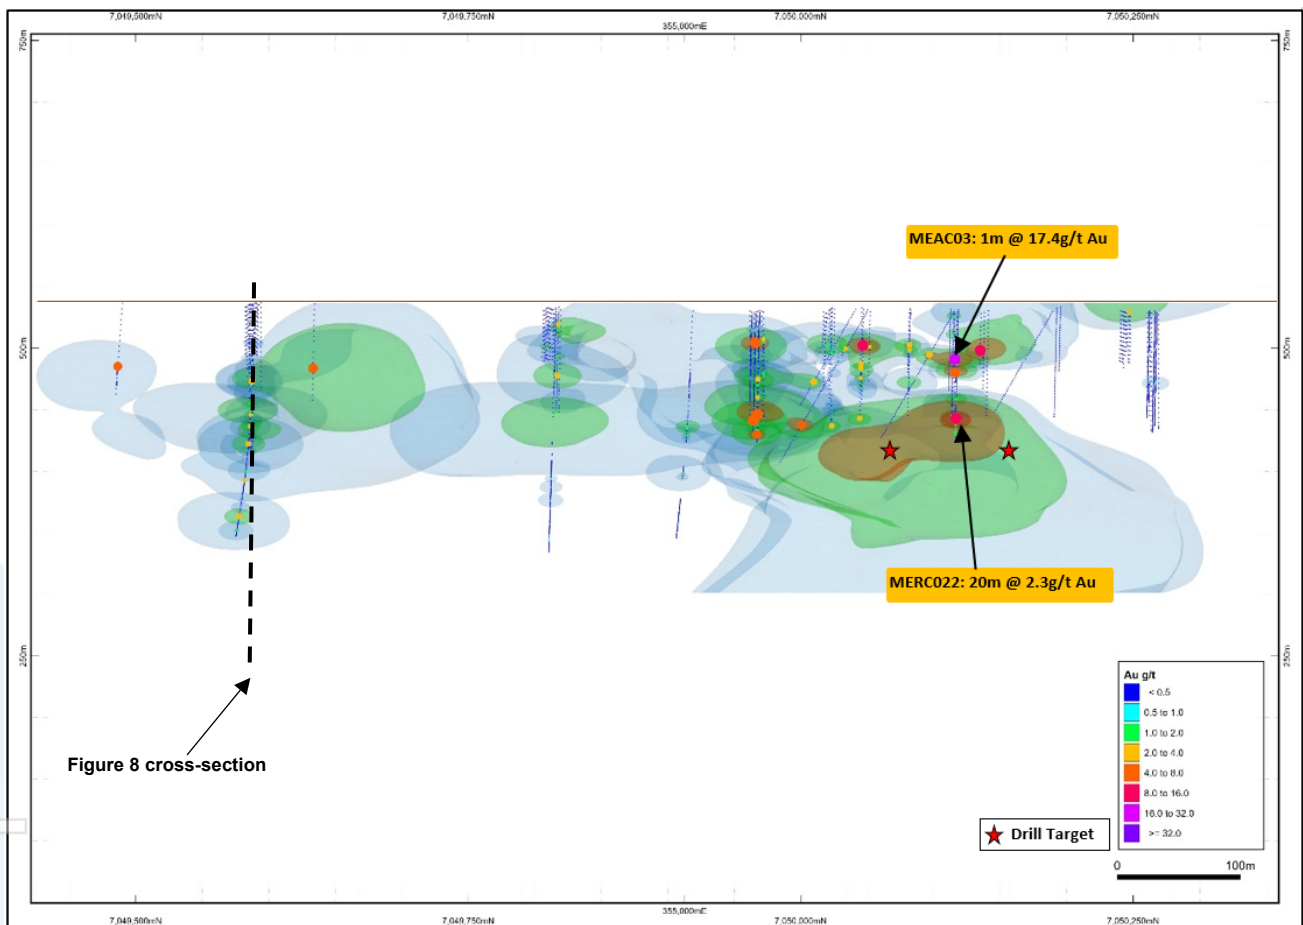 7,049,500mN
7,049,750mN
355,000mE
7,050,000mN
7,050,250mN
750m
750m
MEAC03: 1m @ 17.4g/t Au
500m
500m
MERC022: 20m @ 2.3g/t Au
250m
250m
Figure 8 cross-section
Au g/t
< 0.5
0.5 to 1.0
1.0 to 2.0
2.0 to 4.0
4.0 to 8.0
8.0 to 16.0
16.0 to 32.0
>= 32.0
Drill Target
0
100m
7,049,500mN
7,049,750mN
355,000mE
7,050,000mN
7,050,250mN